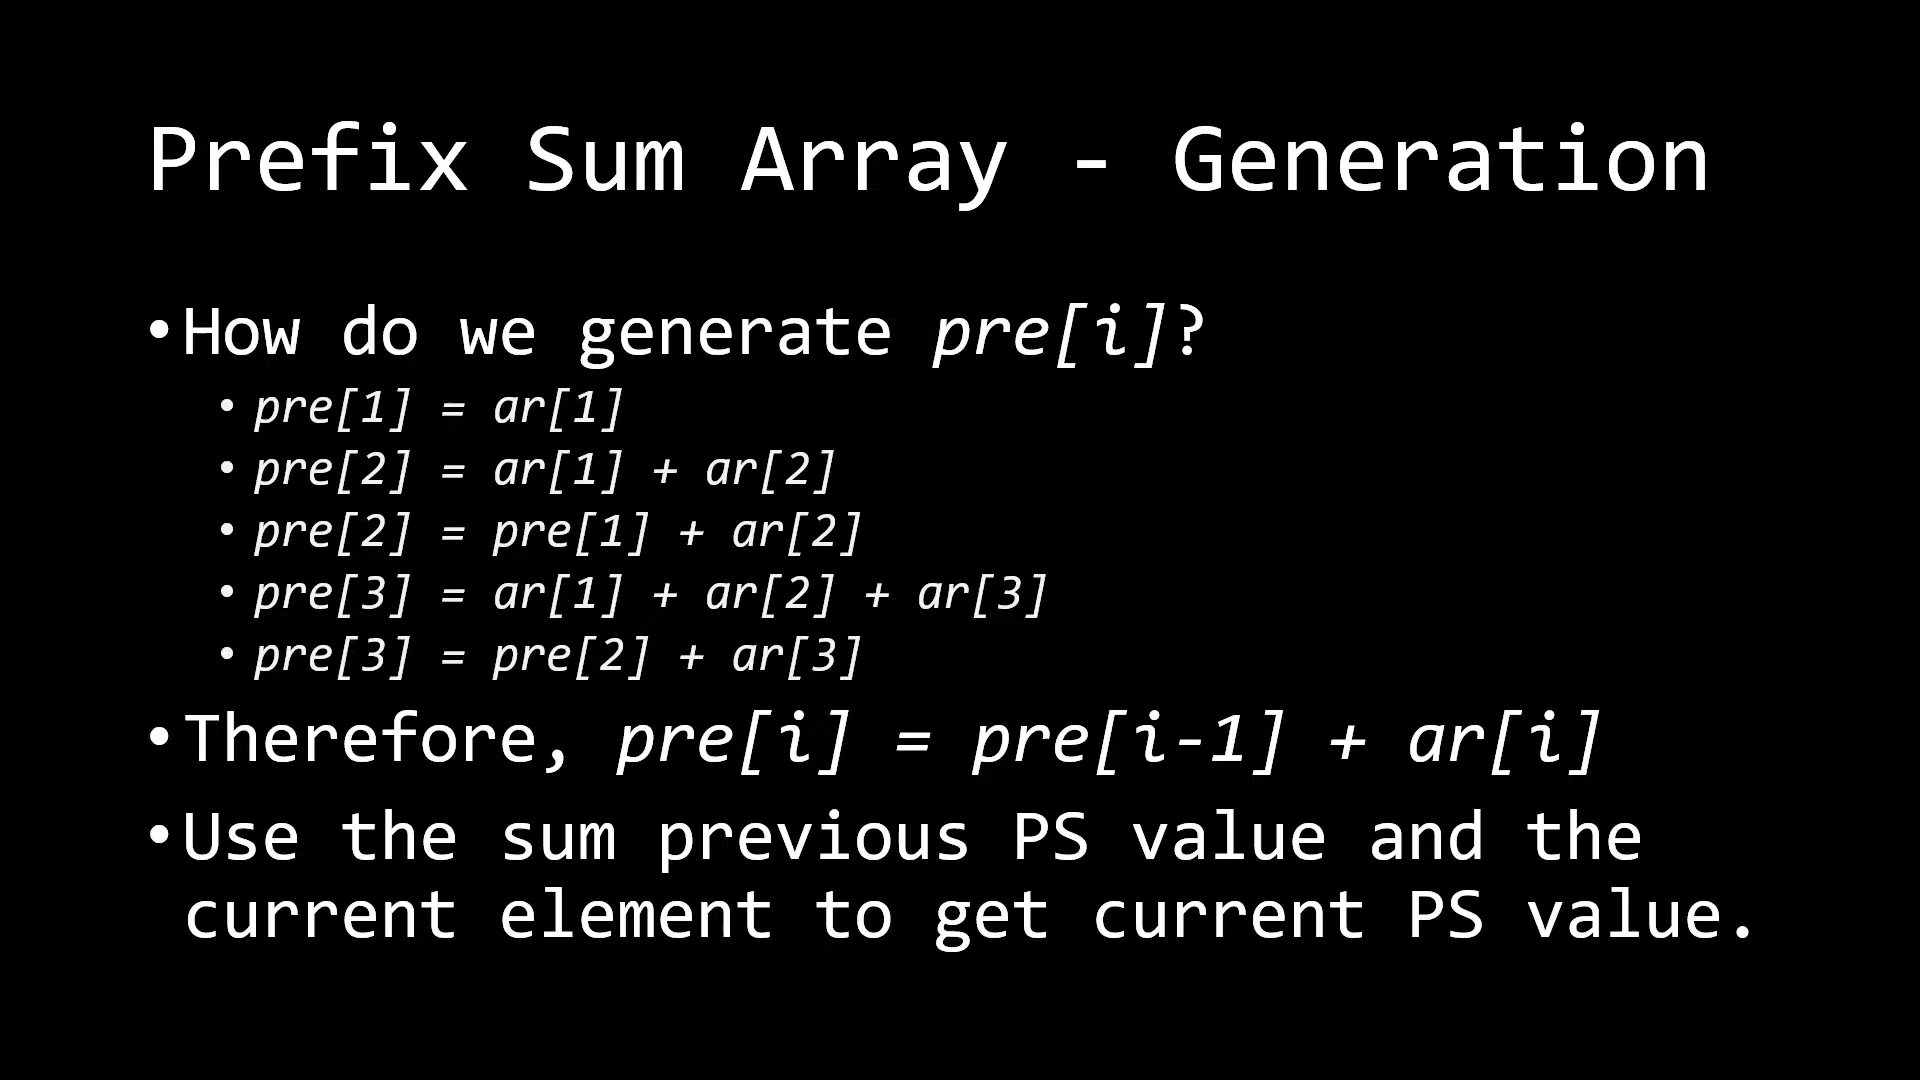 Prefix Sum Array - Generation
•How do we generate pre[i]?
• pre[1] = ar[1]
• pre[2] = ar[1] + ar[2]
• pre[2] = pre[1] + ar[2]
• pre[3] = ar[1] + ar[2] + ar[3]
• pre[3] = pre[2] + ar[3]
•Therefore, pre[i] = pre[i-1] + ar[i]
•Use the sum previous PS value and the
current element to get current PS value.